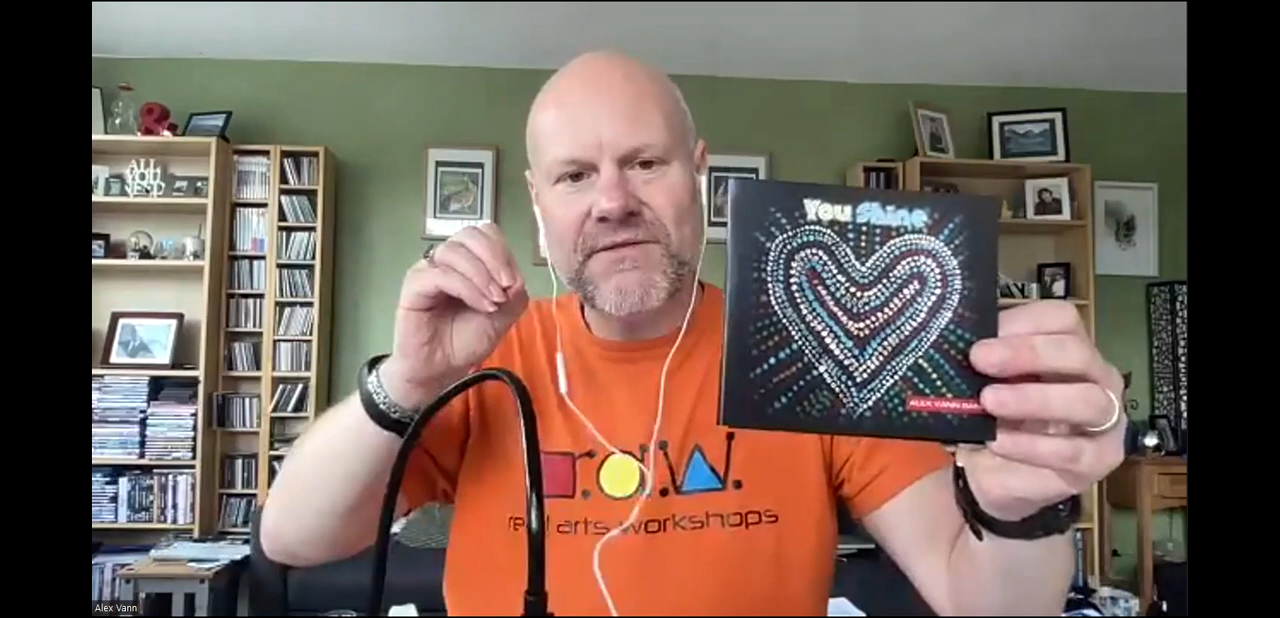 ALL
YOU
NEED
You Shine
ALEX VANN BA
r.a.w.
real arts workshops
Alex Vann